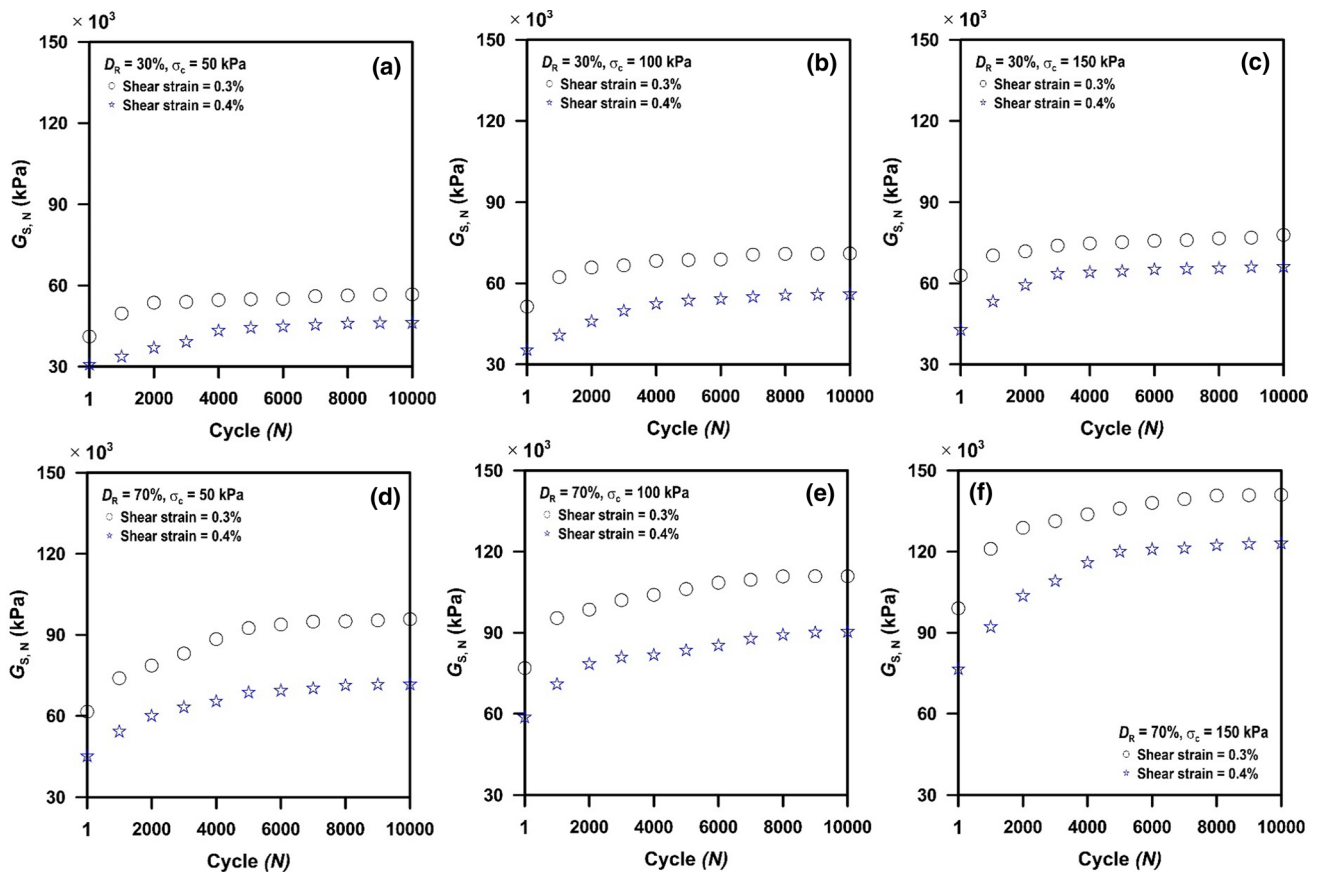 × 10³
150
120
90
60
30
G_S, N (kPa)
D_R = 30%, σ_c = 50 kPa
Shear strain = 0.3%
Shear strain = 0.4%
(a)
1 2000 4000 6000 8000 10000
Cycle (N)
× 10³
150
120
90
60
30
G_S, N (kPa)
D_R = 30%, σ_c = 100 kPa
Shear strain = 0.3%
Shear strain = 0.4%
(b)
1 2000 4000 6000 8000 10000
Cycle (N)
× 10³
150
120
90
60
30
G_S, N (kPa)
D_R = 30%, σ_c = 150 kPa
Shear strain = 0.3%
Shear strain = 0.4%
(c)
1 2000 4000 6000 8000 10000
Cycle (N)
× 10³
150
120
90
60
30
G_S, N (kPa)
D_R = 70%, σ_c = 50 kPa
Shear strain = 0.3%
Shear strain = 0.4%
(d)
1 2000 4000 6000 8000 10000
Cycle (N)
× 10³
150
120
90
60
30
G_S, N (kPa)
D_R = 70%, σ_c = 100 kPa
Shear strain = 0.3%
Shear strain = 0.4%
(e)
1 2000 4000 6000 8000 10000
Cycle (N)
× 10³
150
120
90
60
30
G_S, N (kPa)
(f)
D_R = 70%, σ_c = 150 kPa
Shear strain = 0.3%
Shear strain = 0.4%
1 2000 4000 6000 8000 10000
Cycle (N)